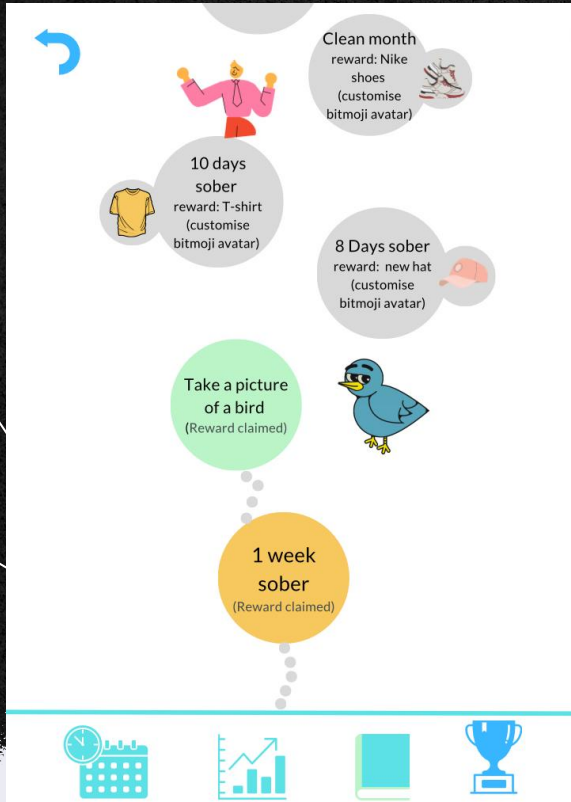 Clean month
reward: Nike
shoes
(customise
bitmoji avatar)
10 days
sober
reward: T-shirt
(customise
bitmoji avatar)
8 Days sober
reward: new hat
(customise
bitmoji avatar)
Take a picture
of a bird
(Reward claimed)
1 week
sober
(Reward claimed)